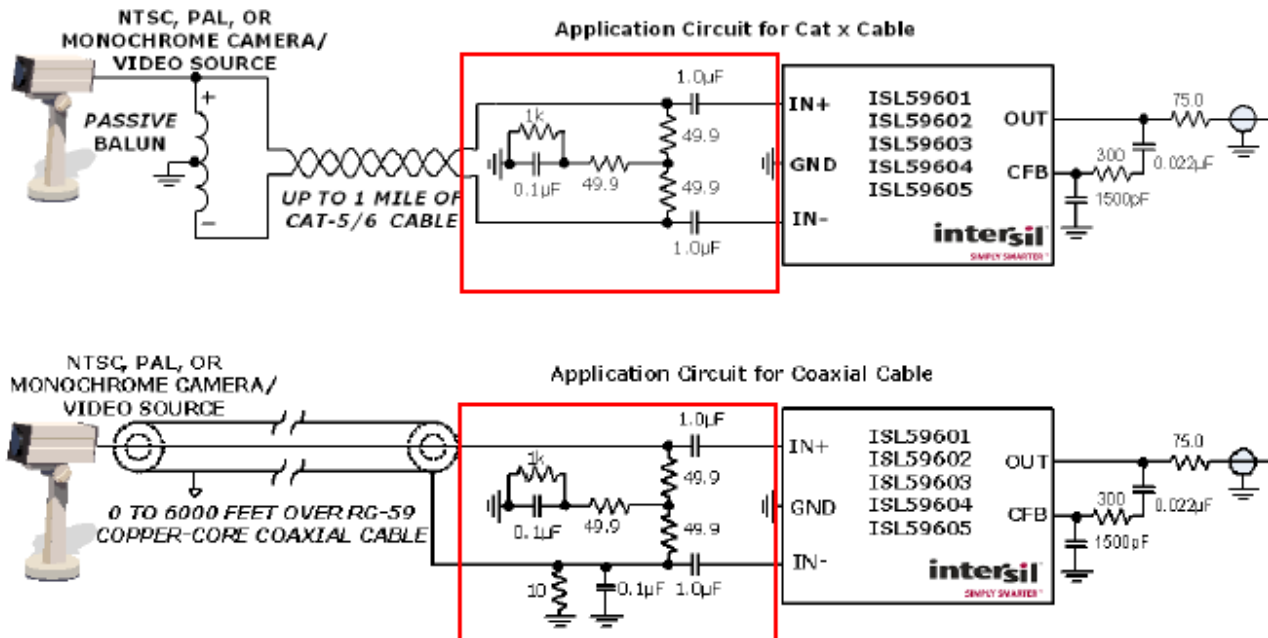 NTSC, PAL, OR
MONOCHROME CAMERA/
VIDEO SOURCE
Application Circuit for Cat x Cable
PASSIVE
BALUN
+
−
UP TO 1 MILE OF
CAT-5/6 CABLE
1k
0.1µF
49.9
1.0µF
49.9
49.9
1.0µF
IN+
GND
IN-
ISL59601
ISL59602
ISL59603
ISL59604
ISL59605
OUT
CFB
intersil
SIMPLY SMARTER™
75.0
300
0.022µF
1500pF
NTSC, PAL, OR
MONOCHROME CAMERA/
VIDEO SOURCE
Application Circuit for Coaxial Cable
0 TO 6000 FEET OVER RG-59
COPPER-CORE COAXIAL CABLE
1k
0.1µF
49.9
1.0µF
49.9
49.9
10
0.1µF
1.0µF
IN+
GND
IN-
ISL59601
ISL59602
ISL59603
ISL59604
ISL59605
OUT
CFB
intersil
SIMPLY SMARTER™
75.0
300
0.022µF
1500pF